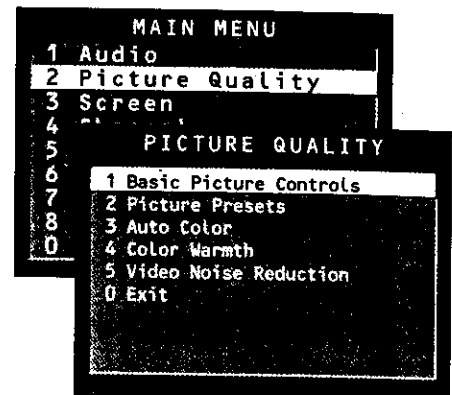 MAIN MENU
1 Audio
2 Picture Quality
3 Screen
4
5
6
7
8
0
PICTURE QUALITY
1 Basic Picture Controls
2 Picture Presets
3 Auto Color
4 Color Warmth
5 Video Noise Reduction
0 Exit